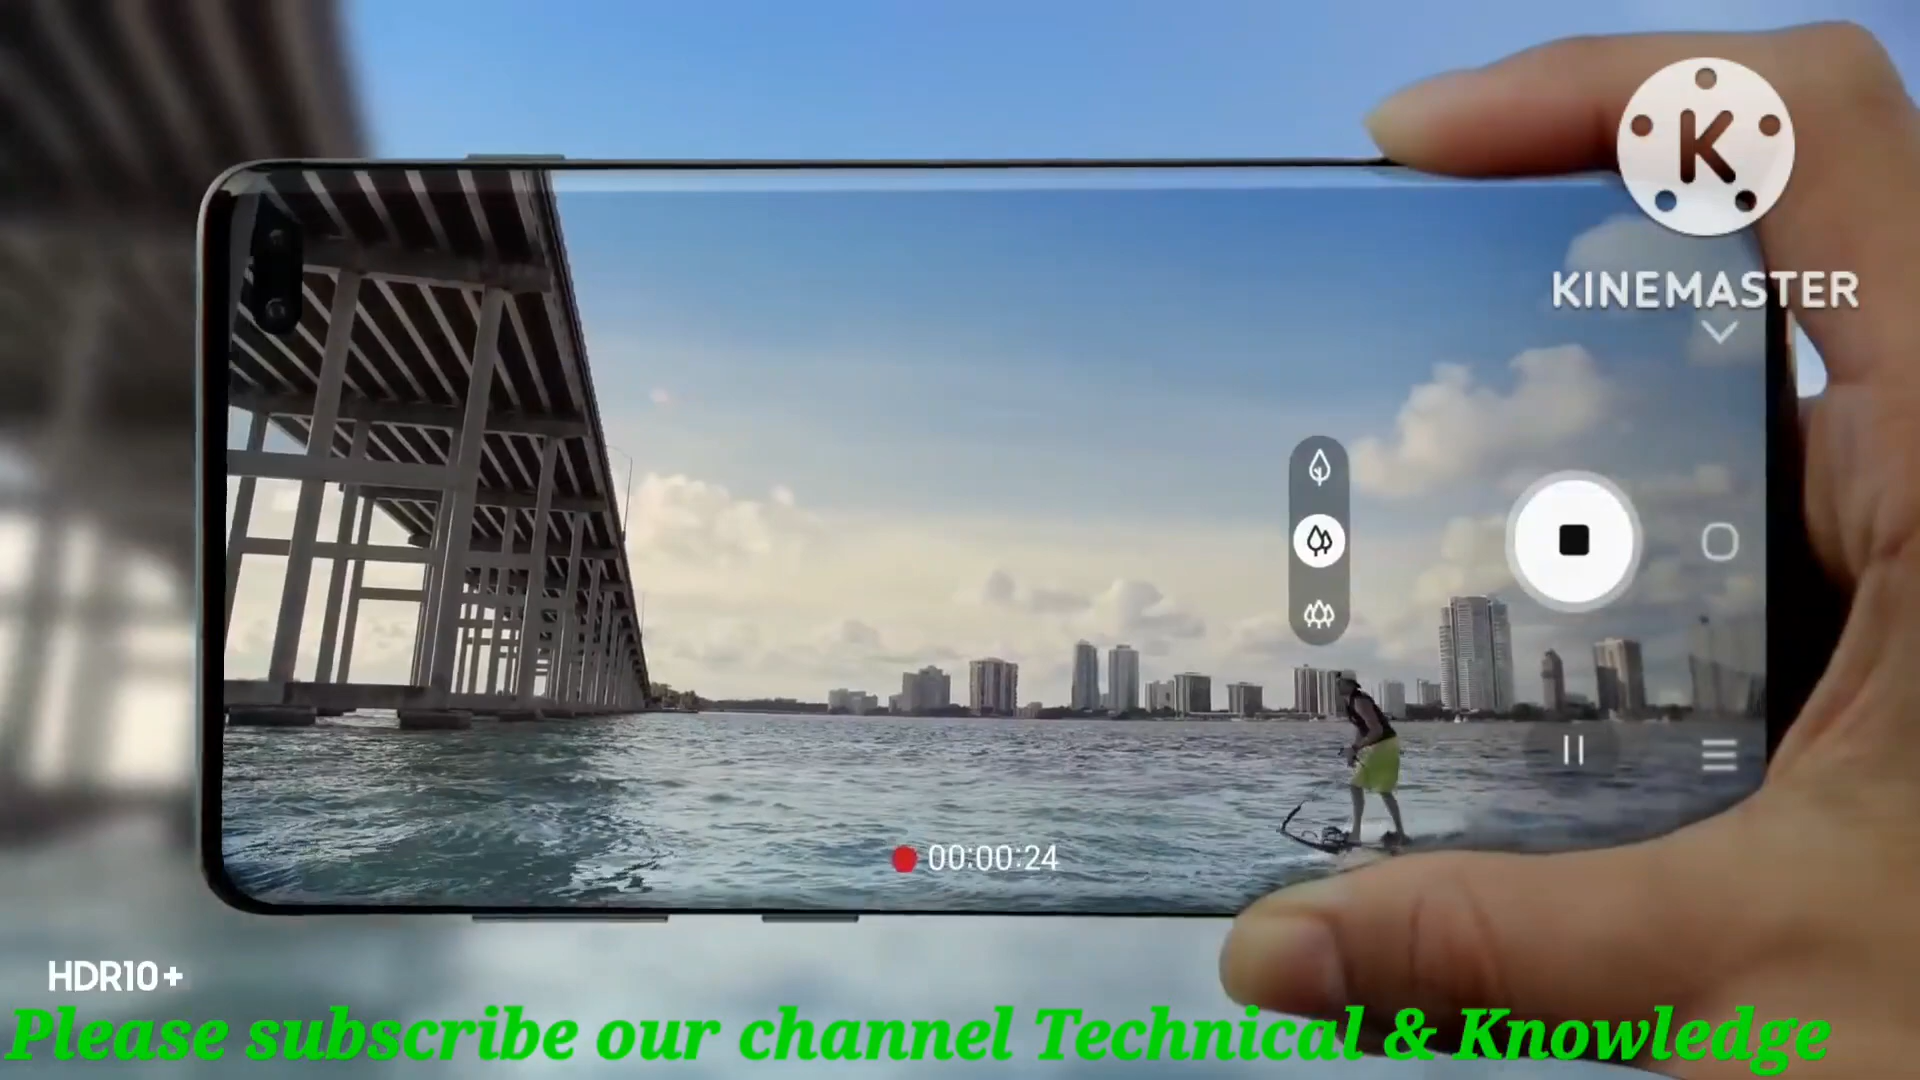 K
KINEMASTER
00:00:24
HDR10+
Please subscribe our channel Technical & Knowledge